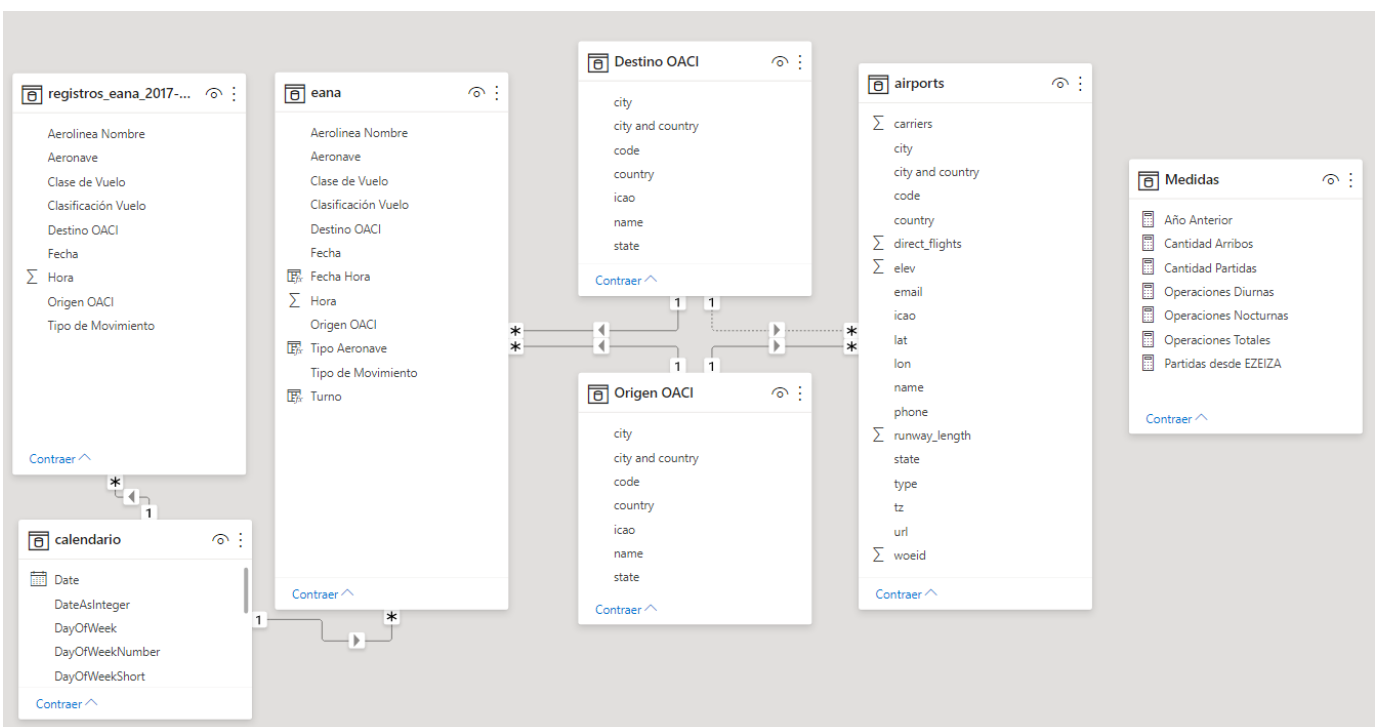 registros_eana_2017-...
Aerolinea Nombre
Aeronave
Clase de Vuelo
Clasificación Vuelo
Destino OACI
Fecha
Hora
Origen OACI
Tipo de Movimiento
Contraer
*
1
calendario
Date
DateAsInteger
DayOfWeek
DayOfWeekNumber
DayOfWeekShort
Contraer
1
*
eana
Aerolinea Nombre
Aeronave
Clase de Vuelo
Clasificación Vuelo
Destino OACI
Fecha
Fecha Hora
Hora
Origen OACI
Tipo Aeronave
Tipo de Movimiento
Turno
Contraer
Destino OACI
city
city and country
code
country
icao
name
state
Contraer
1 1
* *
* *
1 1
Origen OACI
city
city and country
code
country
icao
name
state
Contraer
airports
∑ carriers
city
city and country
code
country
∑ direct_flights
∑ elev
email
icao
lat
lon
name
phone
∑ runway_length
state
type
tz
url
∑ woeid
Contraer
Medidas
Año Anterior
Cantidad Arribos
Cantidad Partidas
Operaciones Diurnas
Operaciones Nocturnas
Operaciones Totales
Partidas desde EZEIZA
Contraer